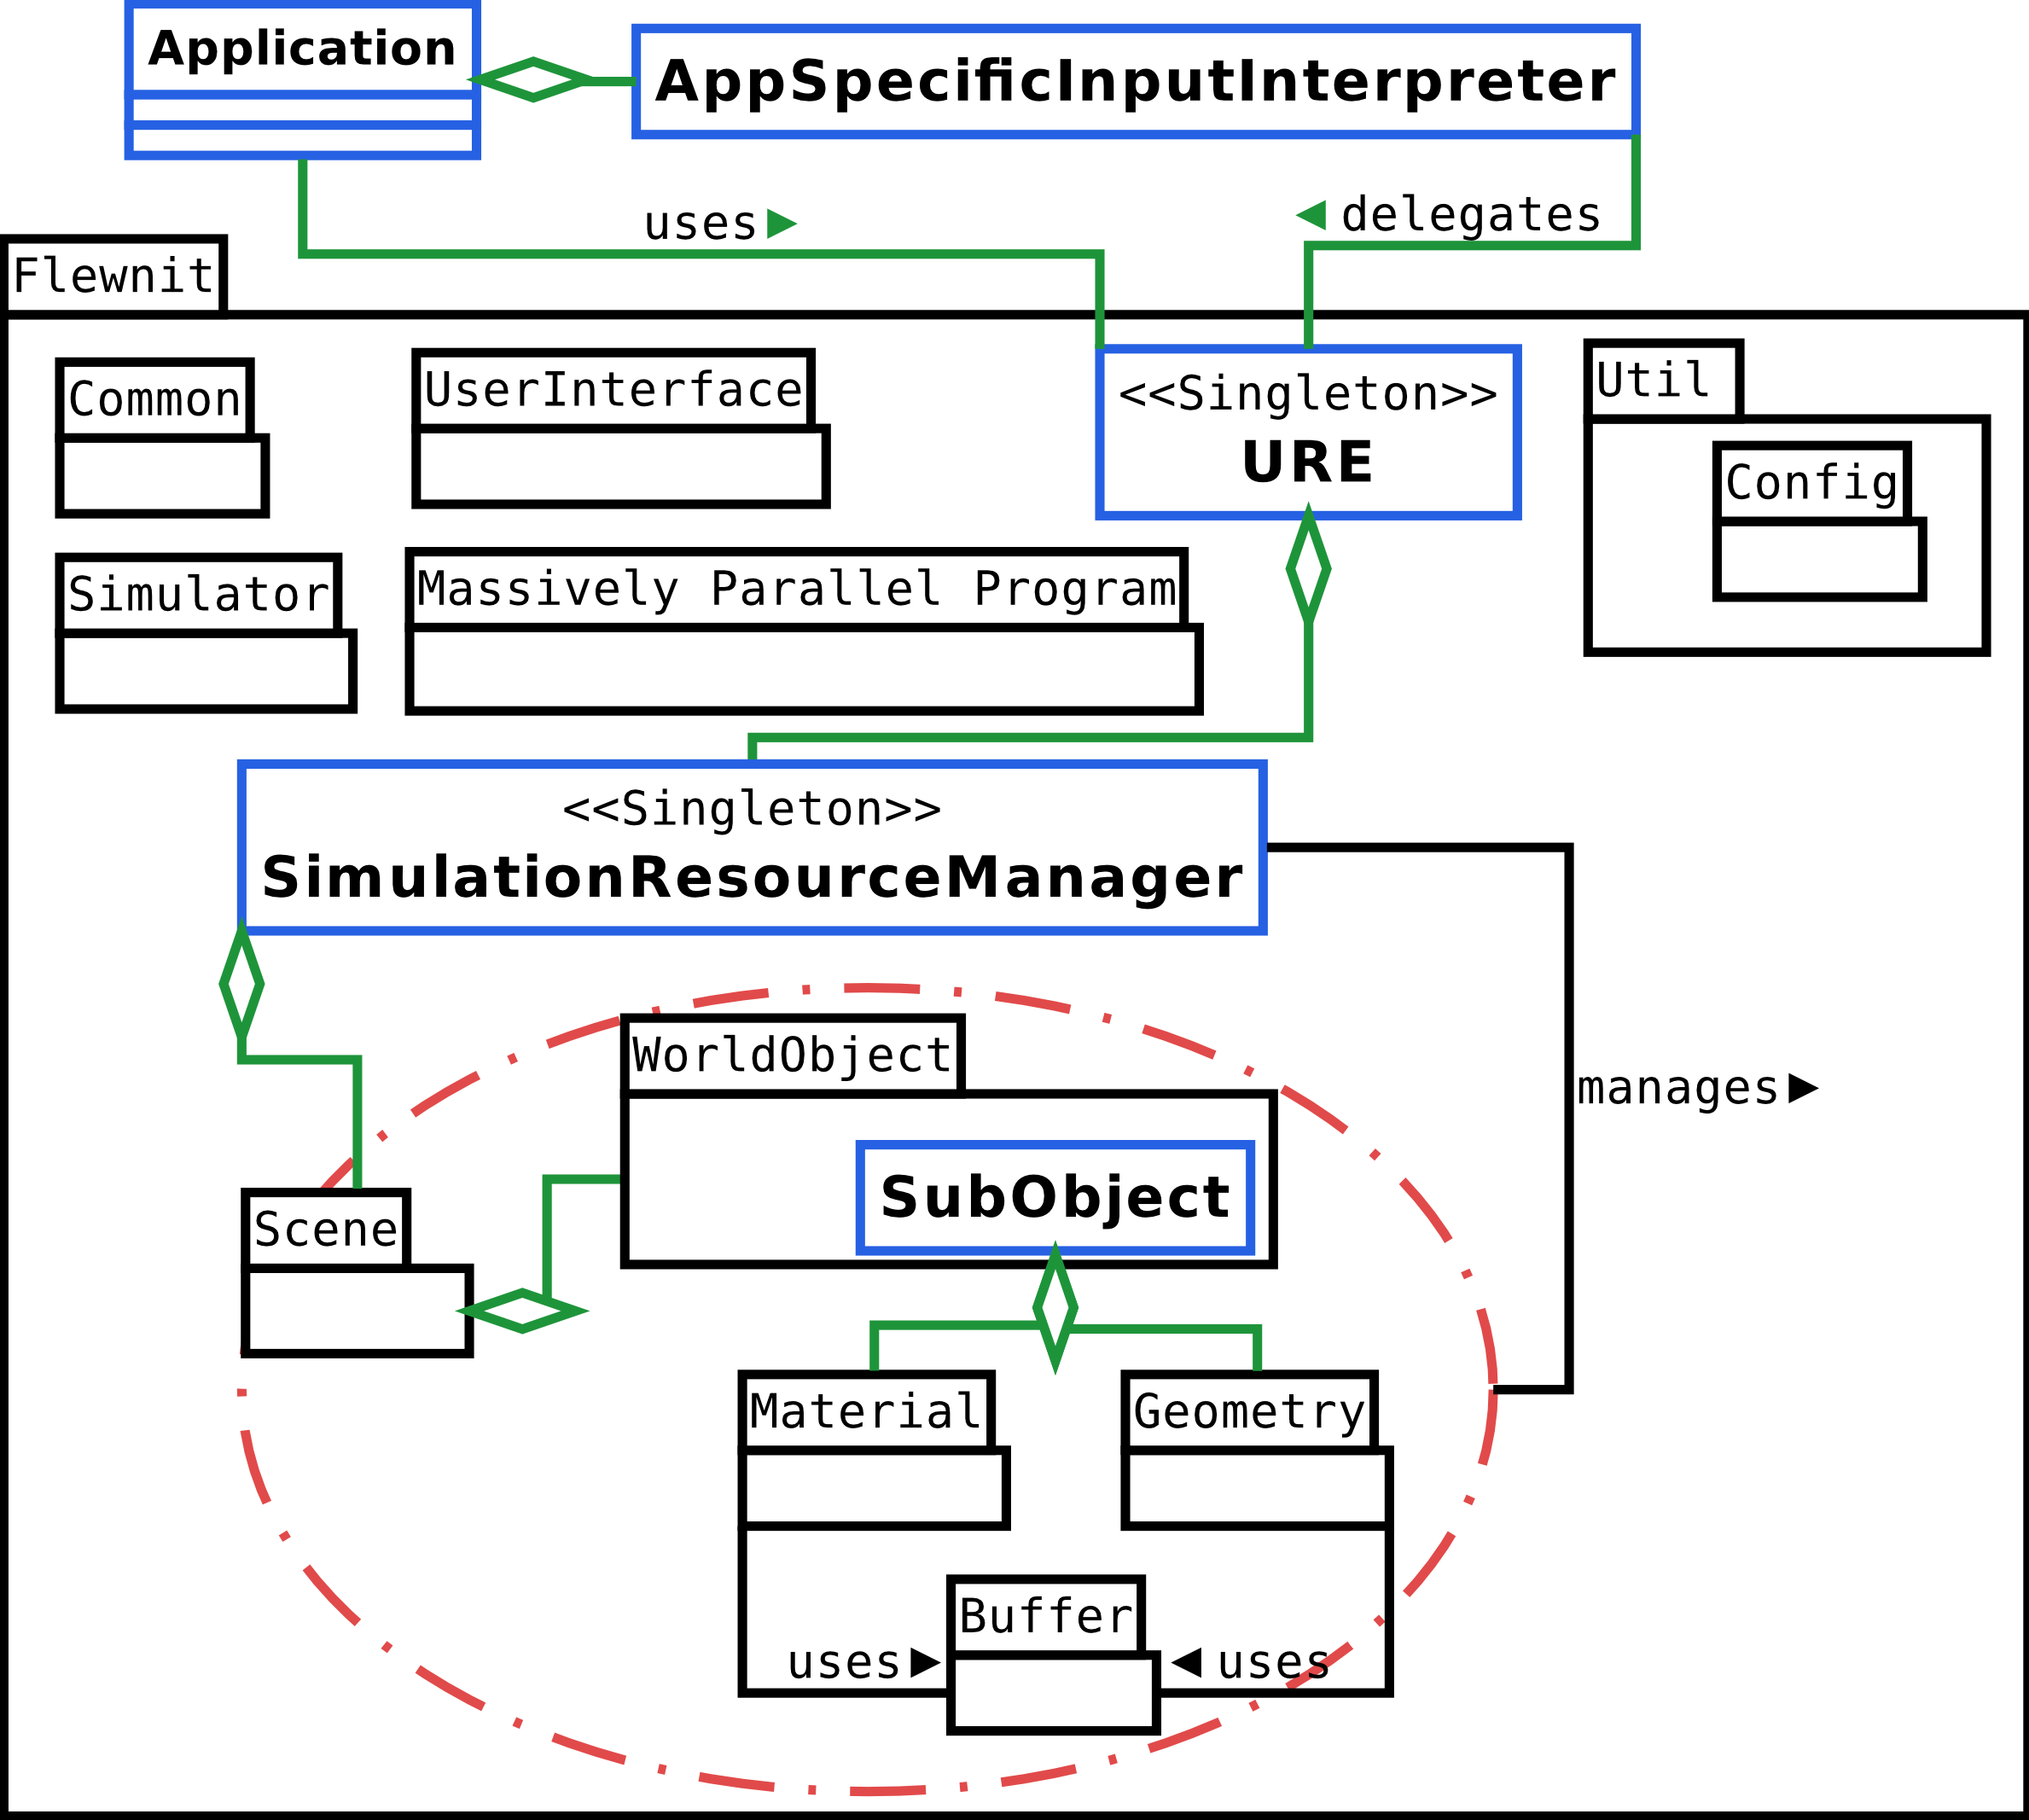 Application
AppSpecificInputInterpreter
uses
delegates
Flewnit
Common
UserInterface
<<Singleton>>
URE
Util
Config
Simulator
Massively Parallel Program
<<Singleton>>
SimulationResourceManager
WorldObject
manages
SubObject
Scene
Material
Geometry
Buffer
uses
uses